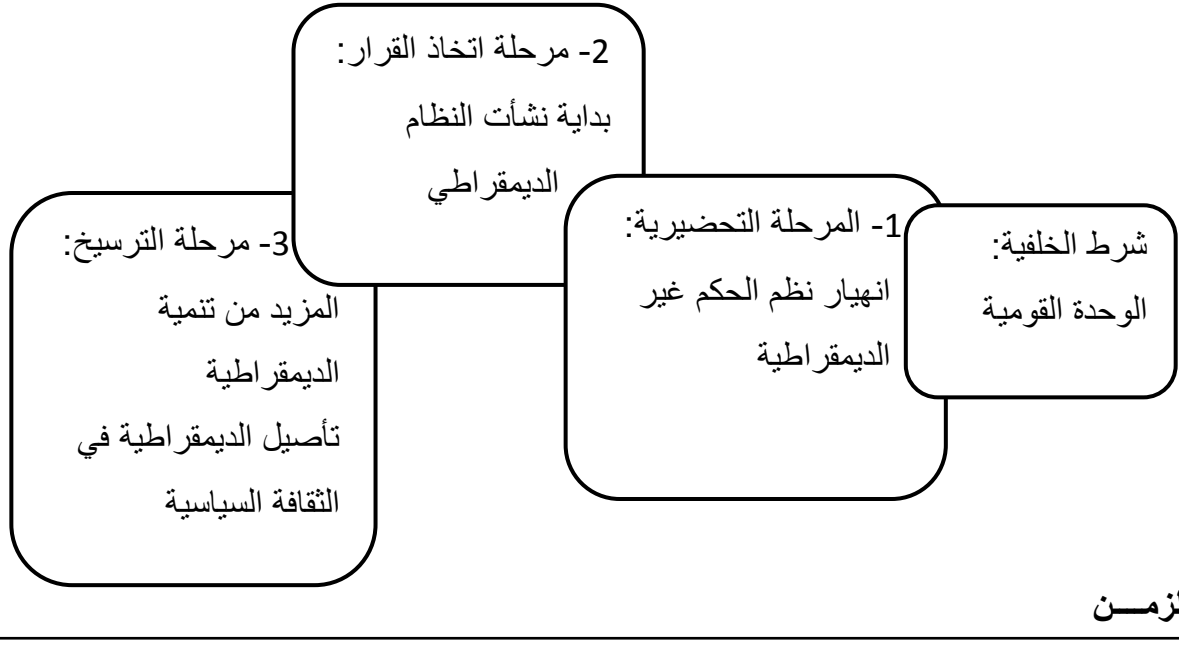 شرط الخلفية:
الوحدة القومية
1- المرحلة التحضيرية:
انهيار نظم الحكم غير
الديمقراطية
2- مرحلة اتخاذ القرار:
بداية نشأت النظام
الديمقراطي
3- مرحلة الترسيخ:
المزيد من تنمية
الديمقراطية
تأصيل الديمقراطية في
الثقافة السياسية
لزمــن